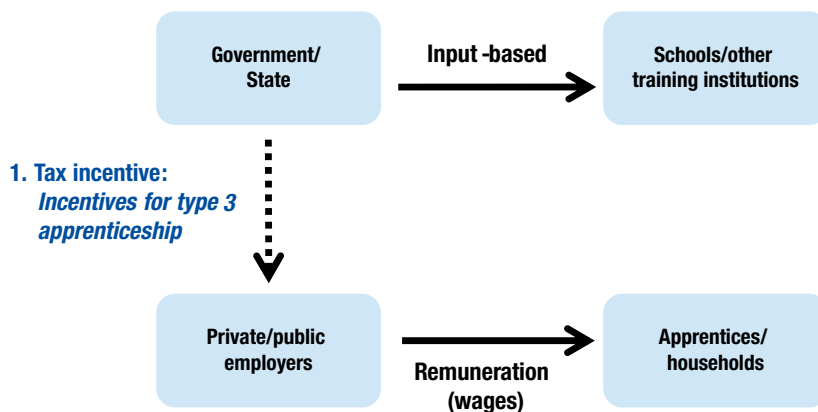 Government/
State
Input -based
Schools/other
training institutions
1. Tax incentive:
Incentives for type 3
apprenticeship
Private/public
employers
Remuneration
(wages)
Apprentices/
households